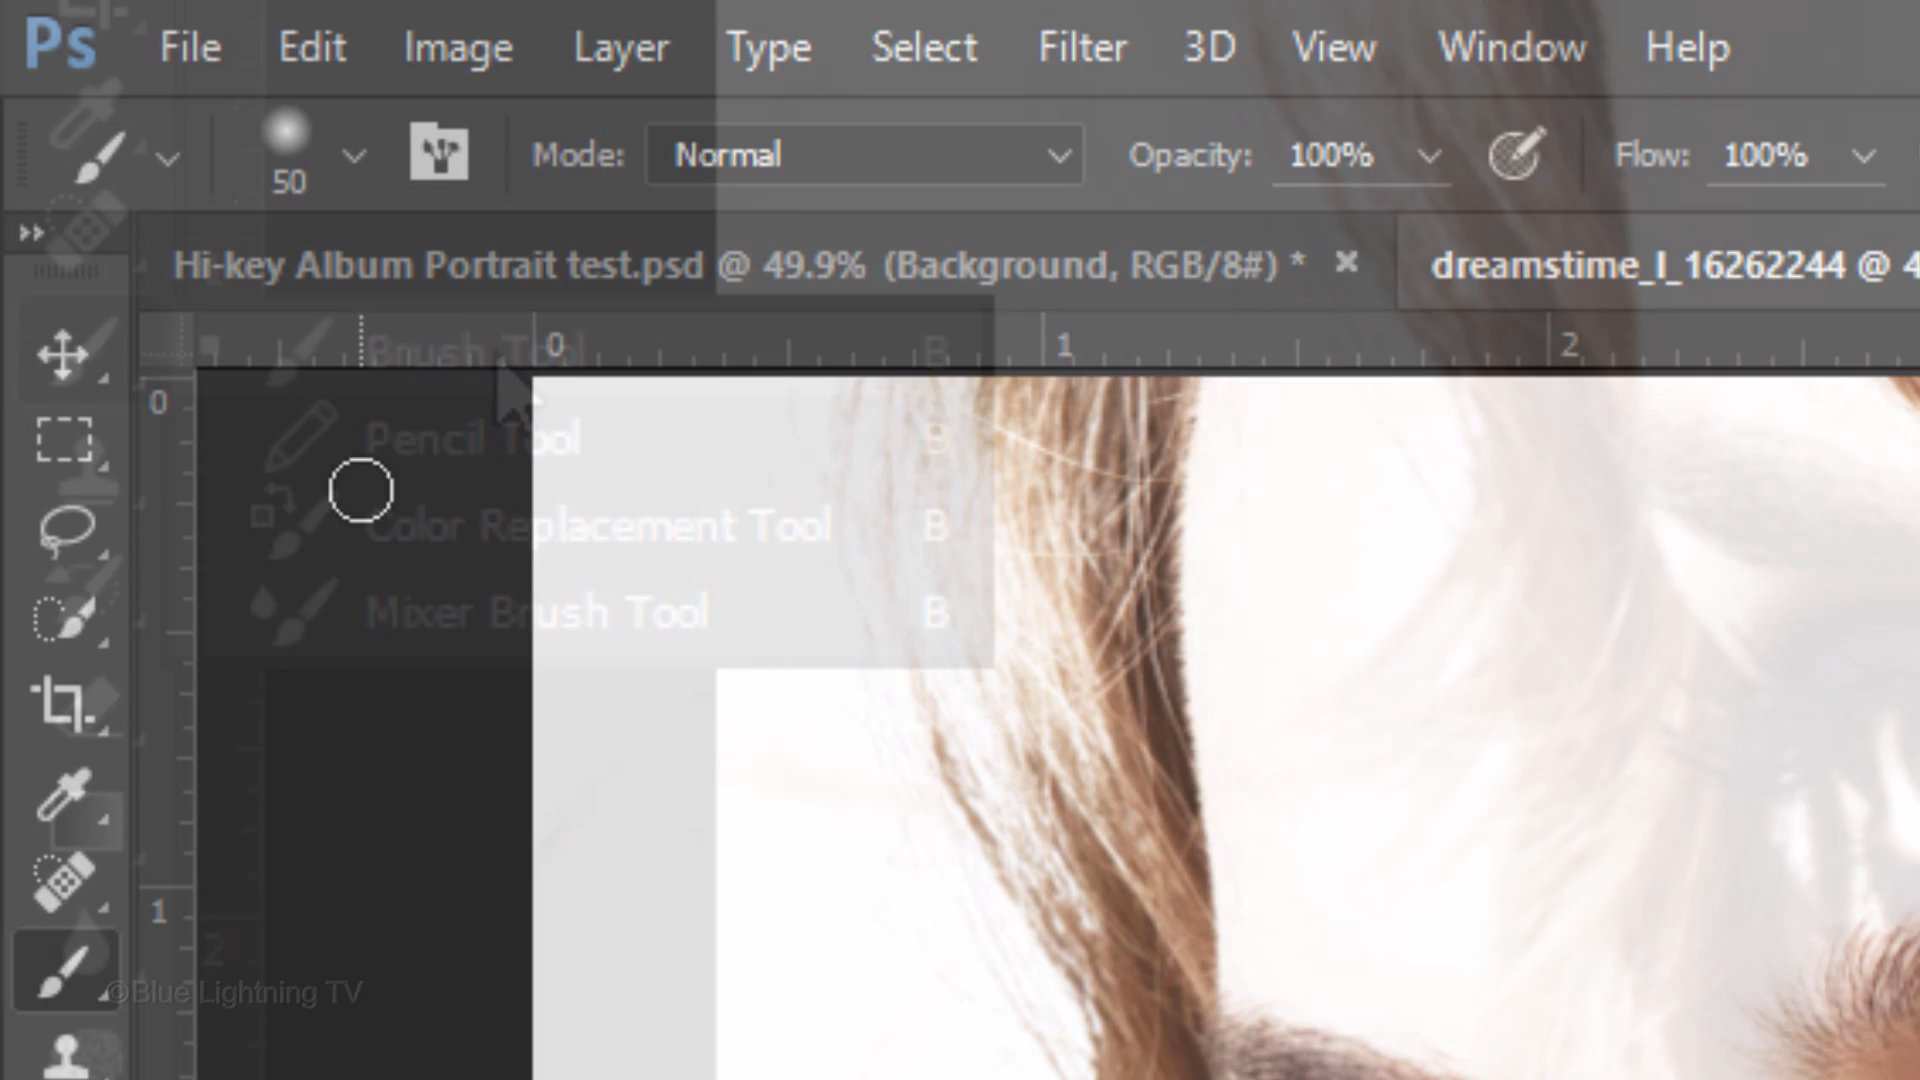 Ps File Edit Image Layer Type Select Filter 3D View Window Help
50 Mode: Normal Opacity: 100% Flow: 100%
Hi-key Album Portrait test.psd @ 49.9% (Background, RGB/8#) * × dreamstime_l_16262244 @ 4
0 1 2
Brush Tool B
0
Pencil Tool B
Color Replacement Tool B
Mixer Brush Tool B
1
2
©Blue Lightning TV